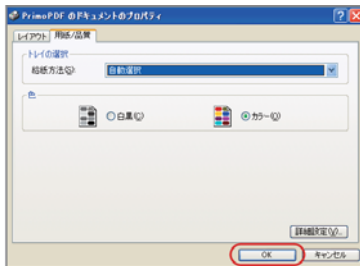 PrimoPDF のドキュメントのプロパティ
レイアウト 用紙/品質
トレイの選択
給紙方法(S): 自動選択
色
白黒(C) カラー(O)
詳細設定(V)...
OK キャンセル